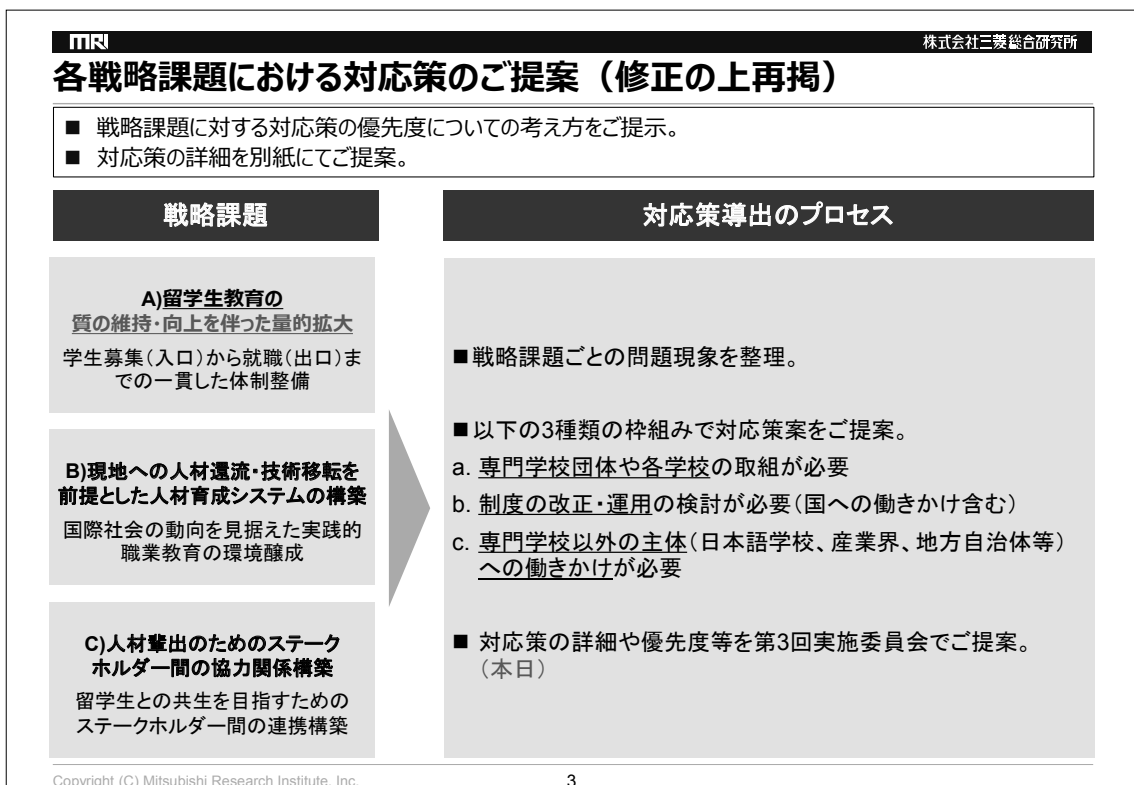 MRI
株式会社三菱総合研究所
各戦略課題における対応策のご提案（修正の上再掲）
■ 戦略課題に対する対応策の優先度についての考え方をご提示。
■ 対応策の詳細を別紙にてご提案。
戦略課題
A)留学生教育の
質の維持・向上を伴った量的拡大
学生募集（入口）から就職（出口）ま
での一貫した体制整備
B)現地への人材還流・技術移転を
前提とした人材育成システムの構築
国際社会の動向を見据えた実践的
職業教育の環境醸成
C)人材輩出のためのステーク
ホルダー間の協力関係構築
留学生との共生を目指すための
ステークホルダー間の連携構築
対応策導出のプロセス
■戦略課題ごとの問題現象を整理。
■以下の3種類の枠組みで対応策案をご提案。
a. 専門学校団体や各学校の取組が必要
b. 制度の改正・運用の検討が必要（国への働きかけ含む）
c. 専門学校以外の主体（日本語学校、産業界、地方自治体等）
への働きかけが必要
■ 対応策の詳細や優先度等を第3回実施委員会でご提案。
（本日）
Copyright (C) Mitsubishi Research Institute, Inc.
3